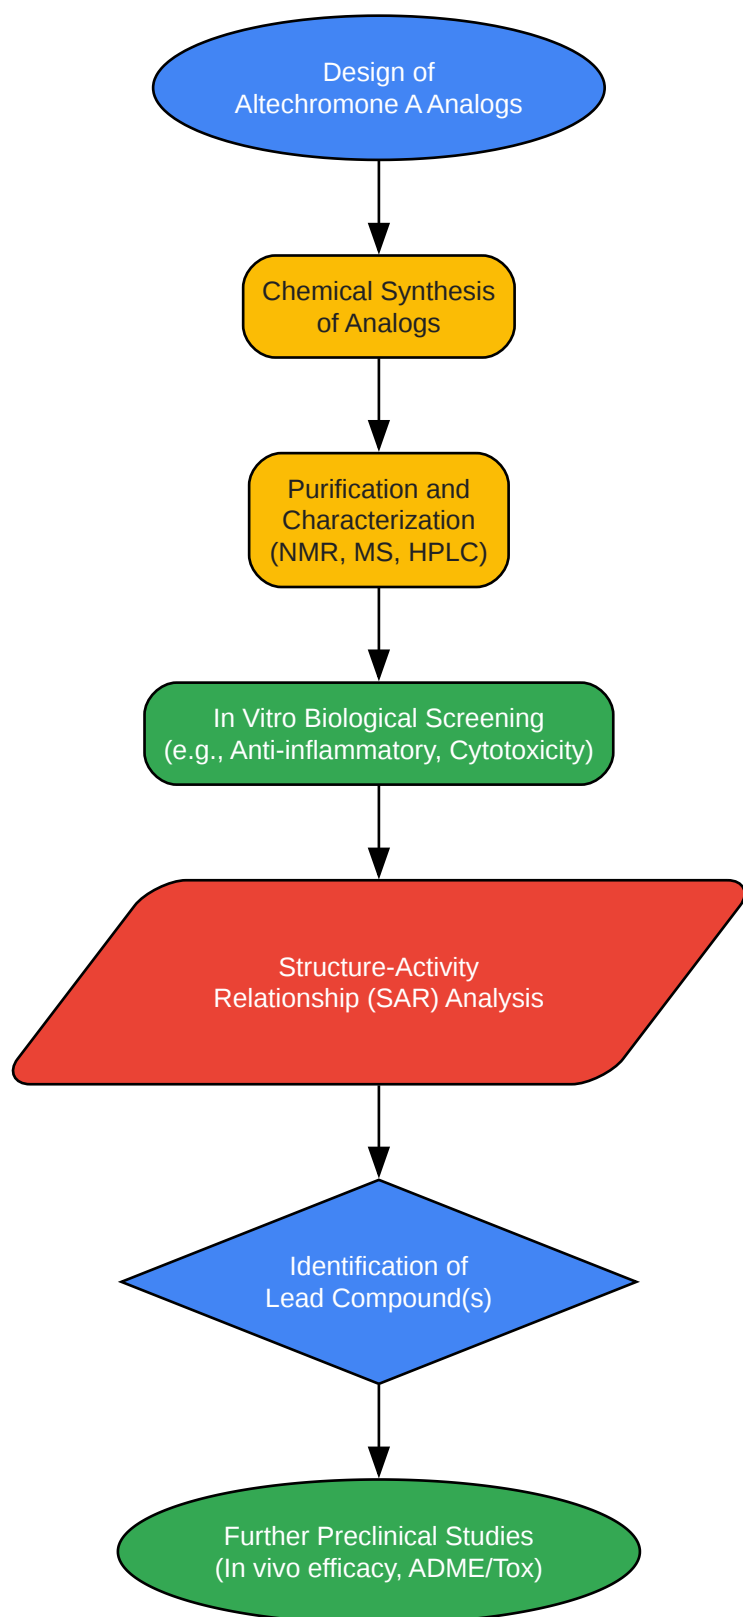 Design of
Altechromone A Analogs
Chemical Synthesis
of Analogs
Purification and
Characterization
(NMR, MS, HPLC)
In Vitro Biological Screening
(e.g., Anti-inflammatory, Cytotoxicity)
Structure-Activity
Relationship (SAR) Analysis
Identification of
Lead Compound(s)
Further Preclinical Studies
(In vivo efficacy, ADME/Tox)